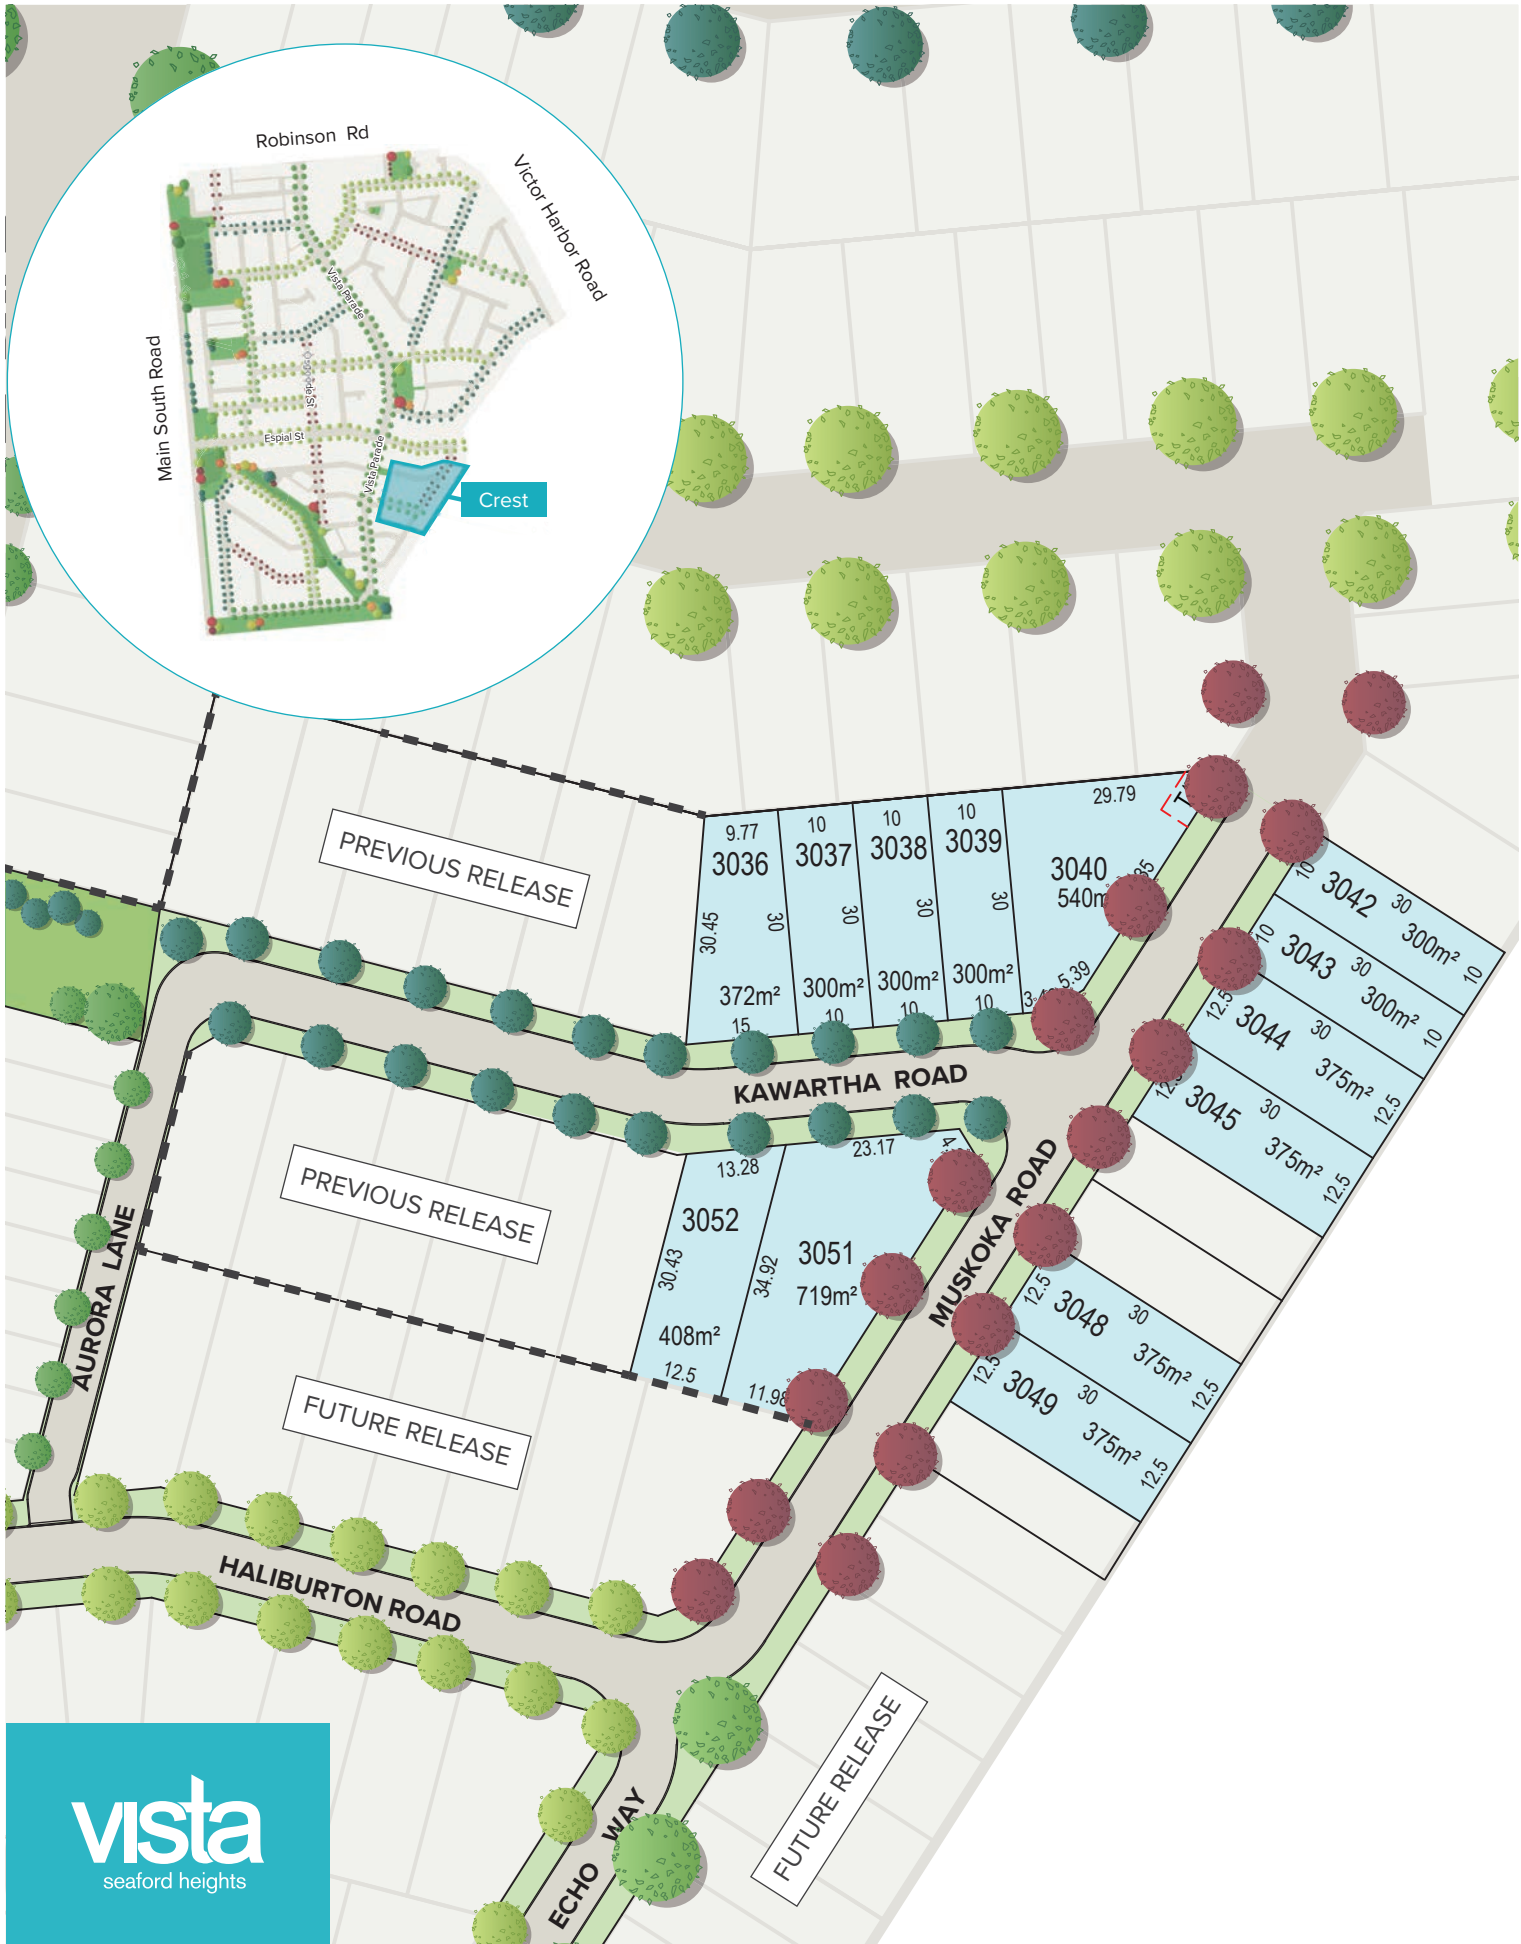 Robinson Rd
Victor Harbor Road
Main South Road
Vista Parade
Osgoode St
Espial St
Vista Parade
Crest
PREVIOUS RELEASE
9.77
3036
30.45
30
372m²
15
10
3037
30
300m²
10
10
3038
30
300m²
10
10
3039
30
300m²
10
29.79
T
3040
5.39
10
3042
30
300m²
10
10
3043
30
300m²
10
12.5
3044
30
375m²
12.5
3045
30
375m²
12.5
KAWARTHA ROAD
MUSKOKA ROAD
PREVIOUS RELEASE
13.28
3052
30.43
408m²
12.5
23.17
3051
34.92
719m²
11.98
12.5
3048
30
375m²
12.5
12.5
3049
30
375m²
12.5
AURORA LANE
FUTURE RELEASE
HALIBURTON ROAD
FUTURE RELEASE
ECHO WAY
vista
seaford heights